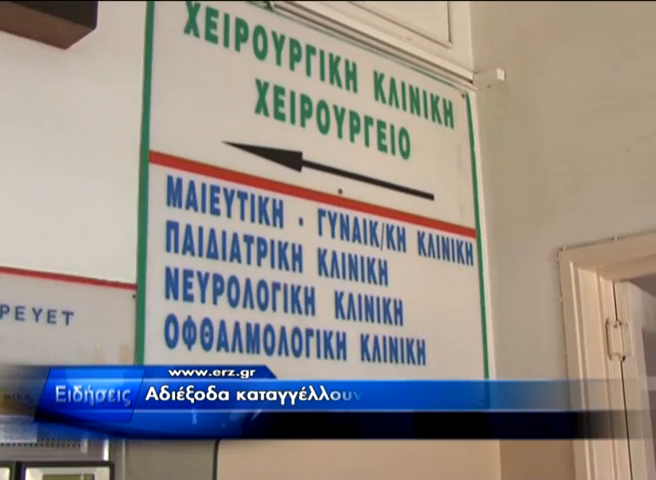 ΧΕΙΡΟΥΡΓΙΚΗ ΚΛΙΝΙΚΗ
ΧΕΙΡΟΥΡΓΕΙΟ
ΜΑΙΕΥΤΙΚΗ · ΓΥΝΑΙΚ/ΚΗ ΚΛΙΝΙΚΗ
ΠΑΙΔΙΑΤΡΙΚΗ ΚΛΙΝΙΚΗ
ΝΕΥΡΟΛΟΓΙΚΗ ΚΛΙΝΙΚΗ
ΟΦΘΑΛΜΟΛΟΓΙΚΗ ΚΛΙΝΙΚΗ
ΡΕΥΕΤ
www.erz.gr
Ειδήσεις Αδιέξοδα καταγγέλλουν